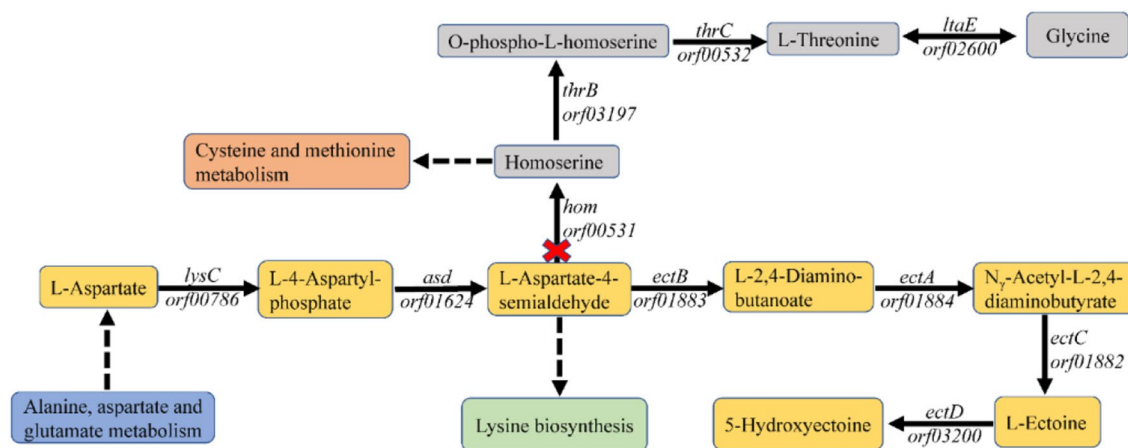 O-phospho-L-homoserine
thrC
orf00532
L-Threonine
ltaE
orf02600
Glycine
thrB
orf03197
Cysteine and methionine
metabolism
Homoserine
hom
orf00531
L-Aspartate
lysC
orf00786
L-4-Aspartyl-
phosphate
asd
orf01624
L-Aspartate-4-
semialdehyde
ectB
orf01883
L-2,4-Diamino-
butanoate
ectA
orf01884
Nγ-Acetyl-L-2,4-
diaminobutyrate
ectC
orf01882
Alanine, aspartate and
glutamate metabolism
Lysine biosynthesis
5-Hydroxyectoine
ectD
orf03200
L-Ectoine